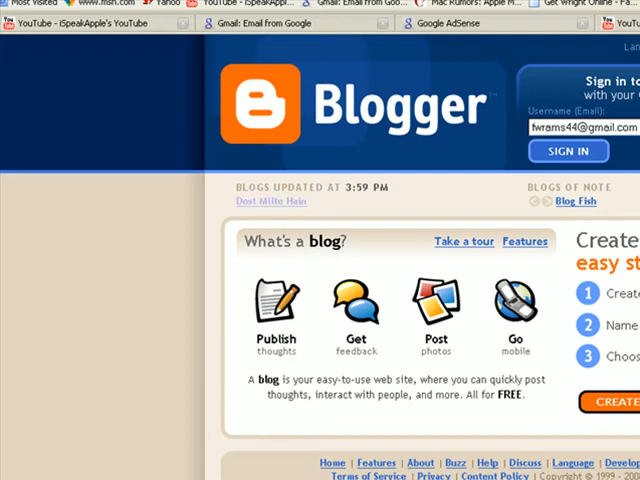 Most Visited www.msn.com Yahoo YouTube - iSpeakAppl... Gmail: Email from Goo... Mac Rumors: Apple M... Get Wright Online - Fa...
YouTube - iSpeakApple's YouTube Gmail: Email from Google Google AdSense YouTu
Lan
Blogger™
Sign in to
with your
Username (Email):
fwrams44@gmail.com
SIGN IN
BLOGS UPDATED AT 3:59 PM
Dost Milte Hain
BLOGS OF NOTE
Blog Fish
What's a blog?
Take a tour Features
Create
easy st
1 Create
2 Name
3 Choos
Publish
thoughts
Get
feedback
Post
photos
Go
mobile
A blog is your easy-to-use web site, where you can quickly post
thoughts, interact with people, and more. All for FREE.
CREATE
Home | Features | About | Buzz | Help | Discuss | Language | Develop
Terms of Service | Privacy | Content Policy | Copyright © 1999 - 200